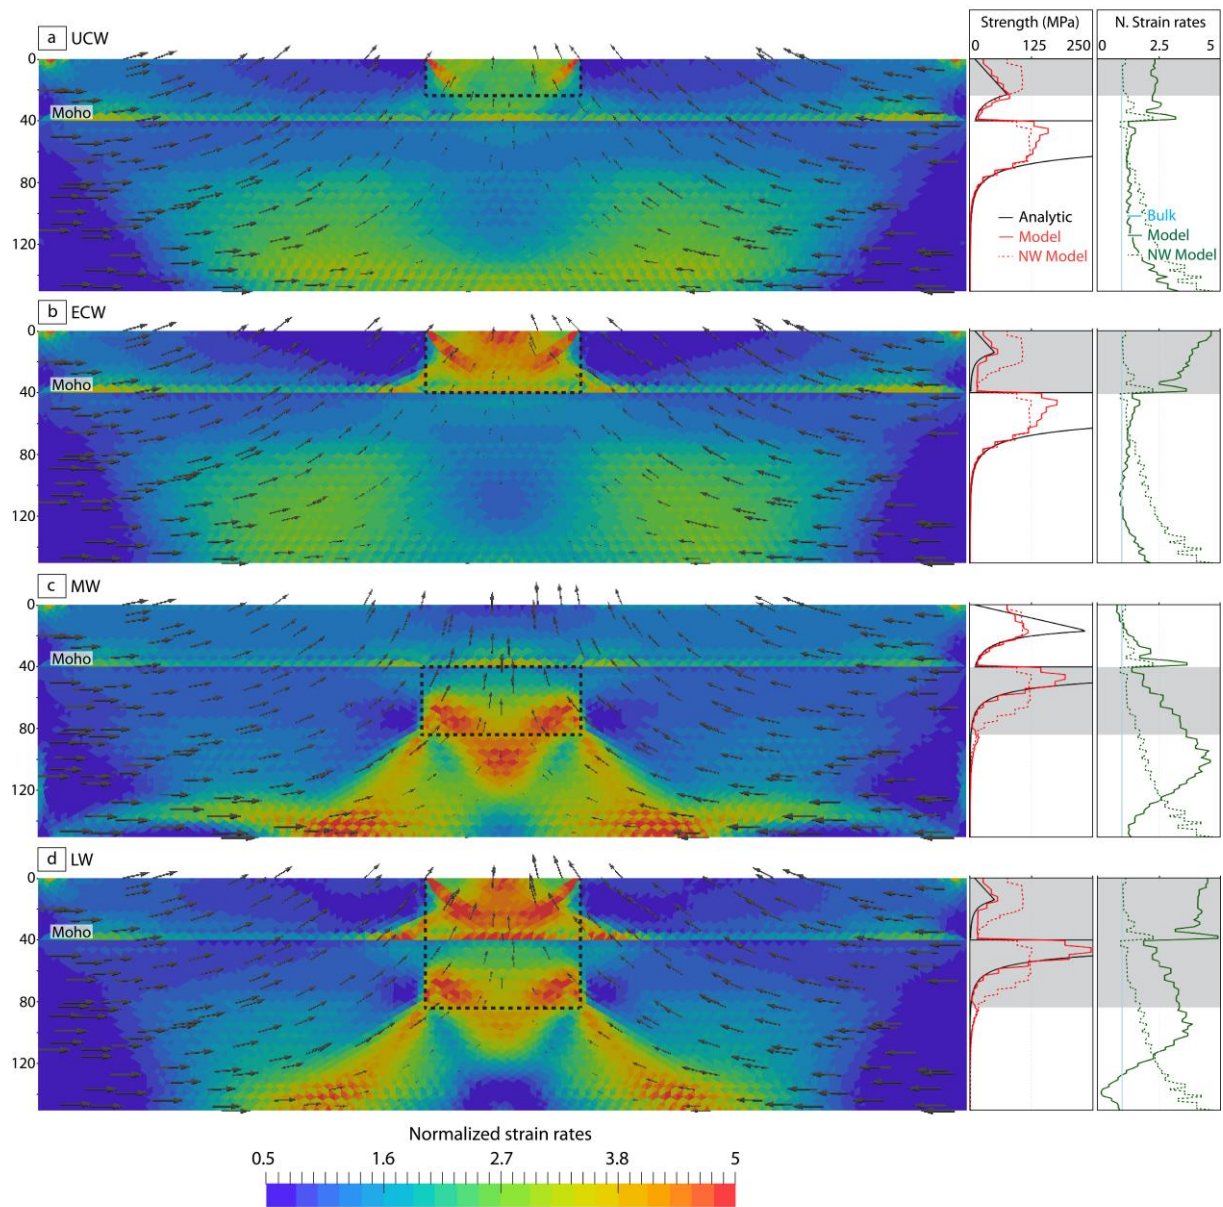 a UCW
Strength (MPa)
N. Strain rates
0 125 250
0 2.5 5
0
Moho
40
80
120
Analytic
Model
NW Model
Bulk
Model
NW Model
b ECW
0
Moho
40
80
120
c MW
0
Moho
40
80
120
d LW
0
Moho
40
80
120
Normalized strain rates
0.5 1.6 2.7 3.8 5